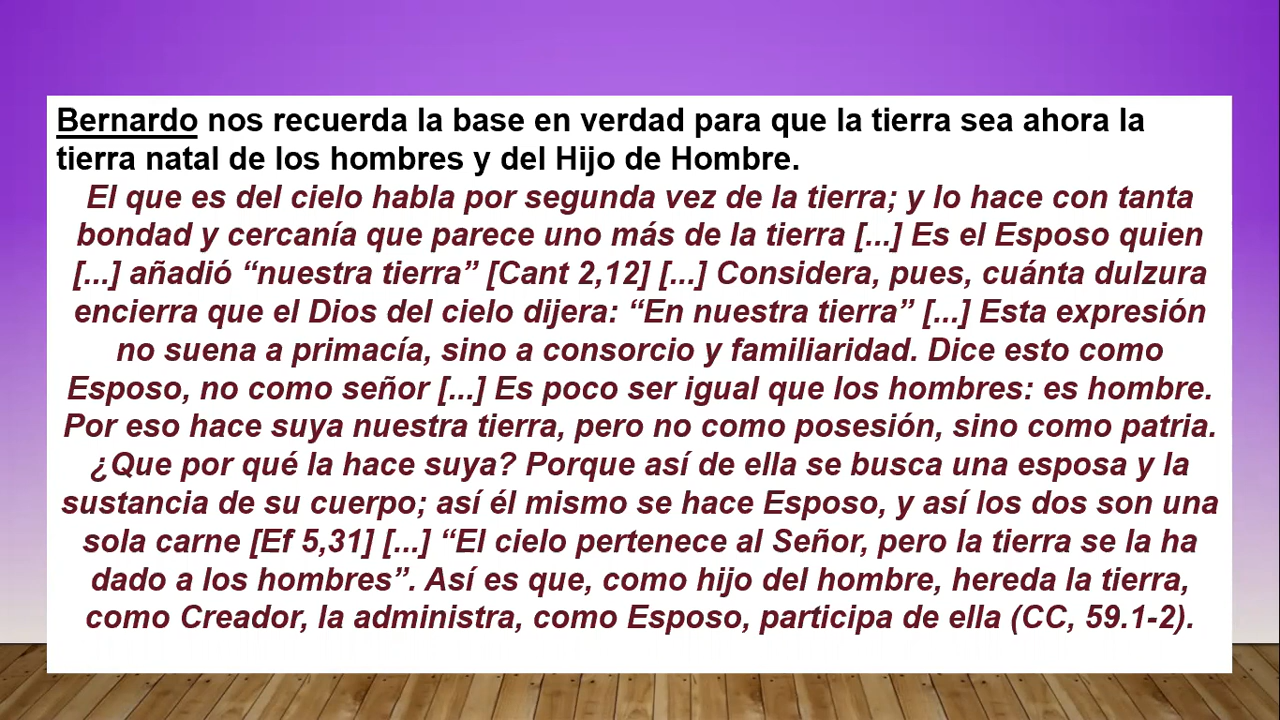 Bernardo nos recuerda la base en verdad para que la tierra sea ahora la
tierra natal de los hombres y del Hijo de Hombre.
El que es del cielo habla por segunda vez de la tierra; y lo hace con tanta
bondad y cercanía que parece uno más de la tierra [...] Es el Esposo quien
[...] añadió “nuestra tierra” [Cant 2,12] [...] Considera, pues, cuánta dulzura
encierra que el Dios del cielo dijera: “En nuestra tierra” [...] Esta expresión
no suena a primacía, sino a consorcio y familiaridad. Dice esto como
Esposo, no como señor [...] Es poco ser igual que los hombres: es hombre.
Por eso hace suya nuestra tierra, pero no como posesión, sino como patria.
¿Que por qué la hace suya? Porque así de ella se busca una esposa y la
sustancia de su cuerpo; así él mismo se hace Esposo, y así los dos son una
sola carne [Ef 5,31] [...] “El cielo pertenece al Señor, pero la tierra se la ha
dado a los hombres”. Así es que, como hijo del hombre, hereda la tierra,
como Creador, la administra, como Esposo, participa de ella (CC, 59.1-2).